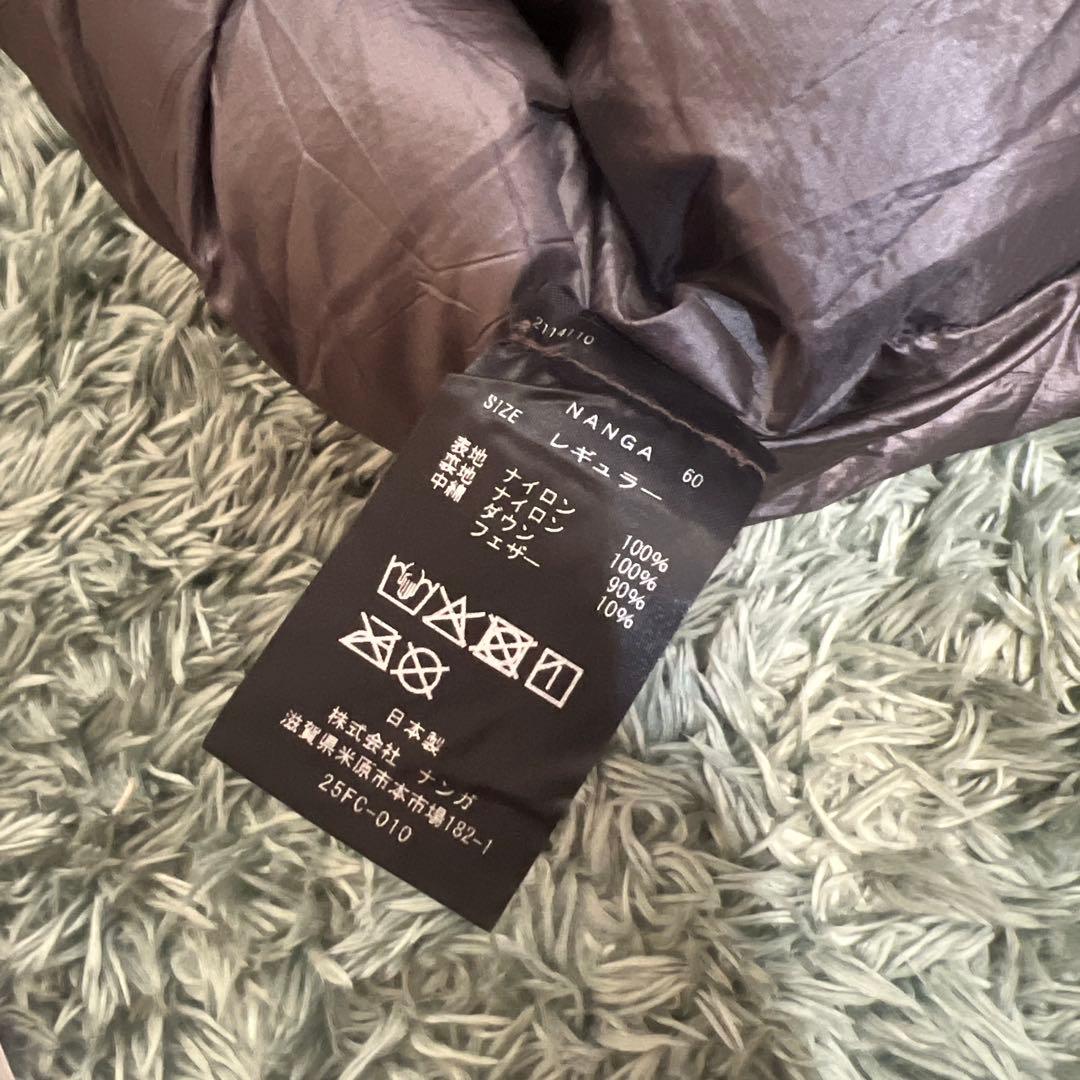 2114110
NANGA 60
SIZE レギュラー
表地 ナイロン 100%
裏地 ナイロン 100%
中綿 ダウン 90%
フェザー 10%
日本製
株式会社 ナンガ
滋賀県米原市本市場182-1
25FC-010